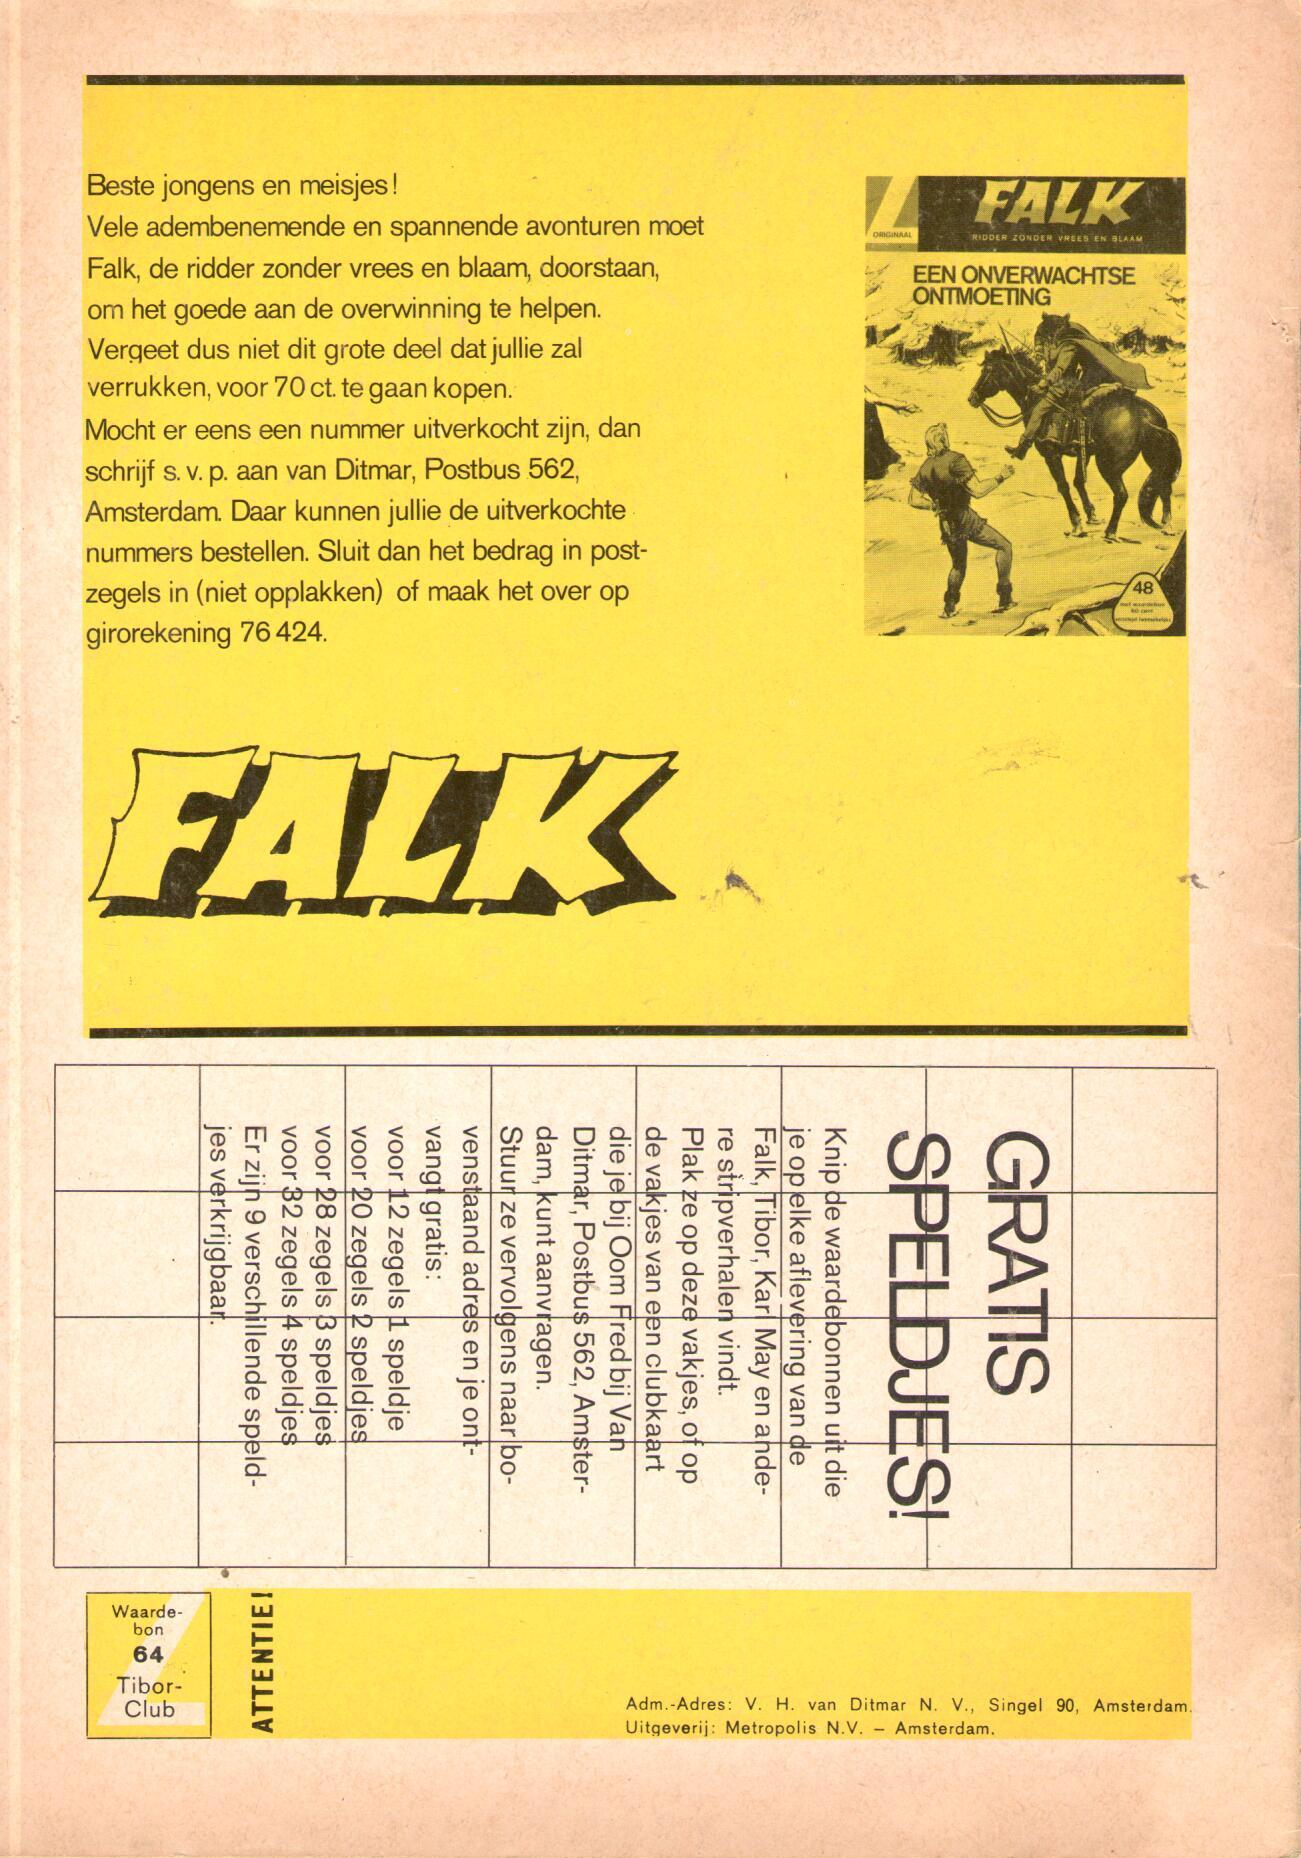 Beste jongens en meisjes!
Vele adembenemende en spannende avonturen moet
Falk, de ridder zonder vrees en blaam, doorstaan,
om het goede aan de overwinning te helpen.
Vergeet dus niet dit grote deel dat jullie zal
verrukken, voor 70 ct. te gaan kopen.
Mocht er eens een nummer uitverkocht zijn, dan
schrijf s. v. p. aan van Ditmar, Postbus 562,
Amsterdam. Daar kunnen jullie de uitverkochte
nummers bestellen. Sluit dan het bedrag in post-
zegels in (niet opplakken) of maak het over op
girorekening 76 424.
ORIGINAAL
FALK
RIDDER ZONDER VREES EN BLAAM
EEN ONVERWACHTSE
ONTMOETING
48
met waardebon
60 cent
FALK
GRATIS
SPELDJES!
Knip de waardebonnen uit die
je op elke aflevering van de
Falk, Tibor, Karl May en ande-
re stripverhalen vindt.
Plak ze op deze vakjes, of op
de vakjes van een clubkaart
die je bij Oom Fred bij Van
Ditmar, Postbus 562, Amster-
dam, kunt aanvragen.
Stuur ze vervolgens naar bo-
venstaand adres en je ont-
vangt gratis:
voor 12 zegels 1 speldje
voor 20 zegels 2 speldjes
voor 28 zegels 3 speldjes
voor 32 zegels 4 speldjes
Er zijn 9 verschillende speld-
jes verkrijgbaar.
Waarde-
bon
64
Tibor-
Club
ATTENTIE!
Adm.-Adres: V. H. van Ditmar N. V., Singel 90, Amsterdam.
Uitgeverij: Metropolis N.V. – Amsterdam.